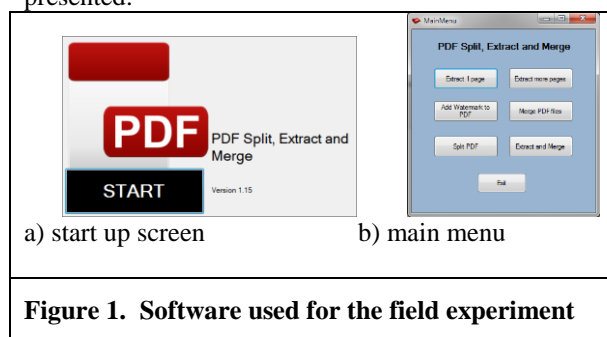 presented.
PDF
PDF Split, Extract and
Merge
START
Version 1.15
MainMenu
PDF Split, Extract and Merge
Extract 1 page
Extract more pages
Add Watermark to
PDF
Merge PDF files
Split PDF
Extract and Merge
Exit
a) start up screen
b) main menu
Figure 1. Software used for the field experiment